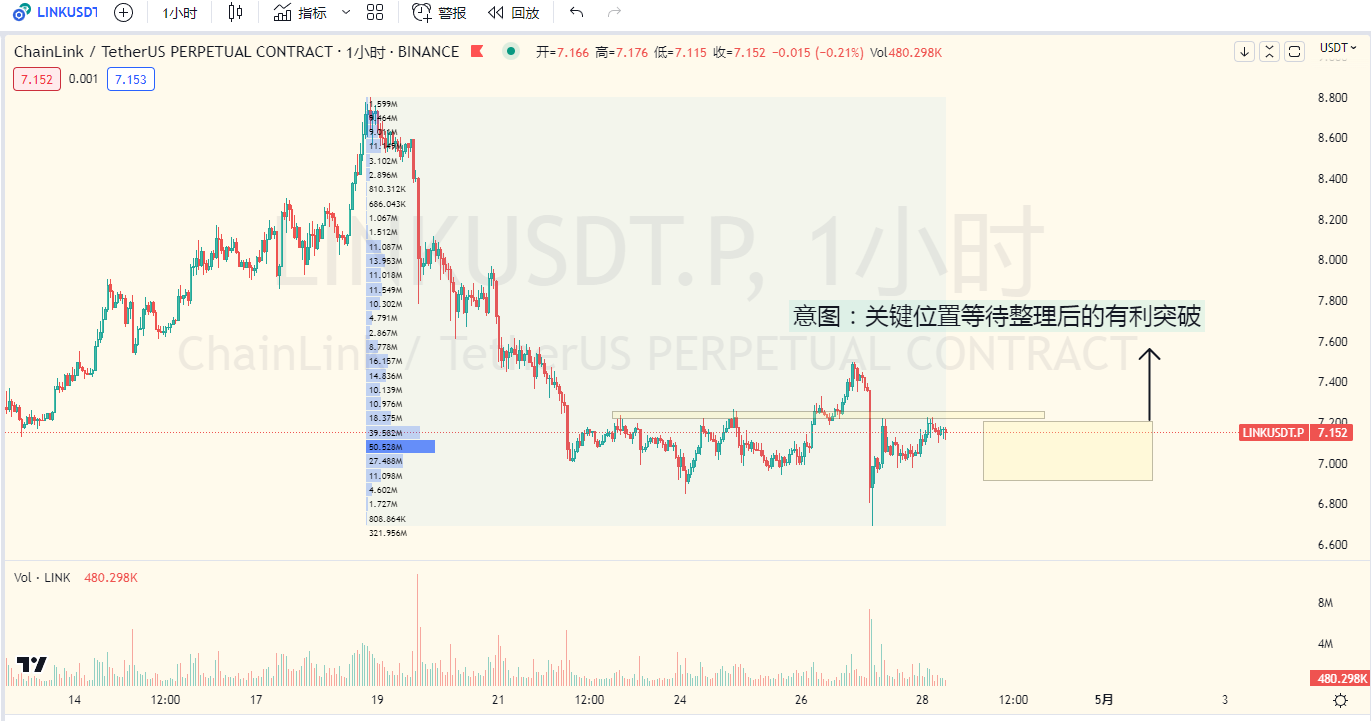 LINKUSDT
1小时
指标
警报
回放
ChainLink / TetherUS PERPETUAL CONTRACT · 1小时 · BINANCE 开=7.166 高=7.176 低=7.115 收=7.152 −0.015 (−0.21%) Vol480.298K
USDT
7.152 0.001 7.153
LINKUSDT.P, 1小时
ChainLink / TetherUS PERPETUAL CONTRACT
意图：关键位置等待整理后的有利突破
1.599M
9.464M
11.149M
3.102M
2.896M
810.312K
686.043K
1.067M
1.512M
11.087M
13.953M
11.018M
11.549M
10.302M
4.791M
2.867M
8.778M
16.157M
14.836M
10.139M
10.976M
18.375M
39.582M
50.528M
27.488M
11.098M
4.602M
1.727M
808.864K
321.956M
8.800
8.600
8.400
8.200
8.000
7.800
7.600
7.400
7.200
LINKUSDT.P 7.152
7.000
6.800
6.600
Vol · LINK 480.298K
8M
4M
480.298K
14 12:00 17 19 21 12:00 24 26 28 12:00 5月 3